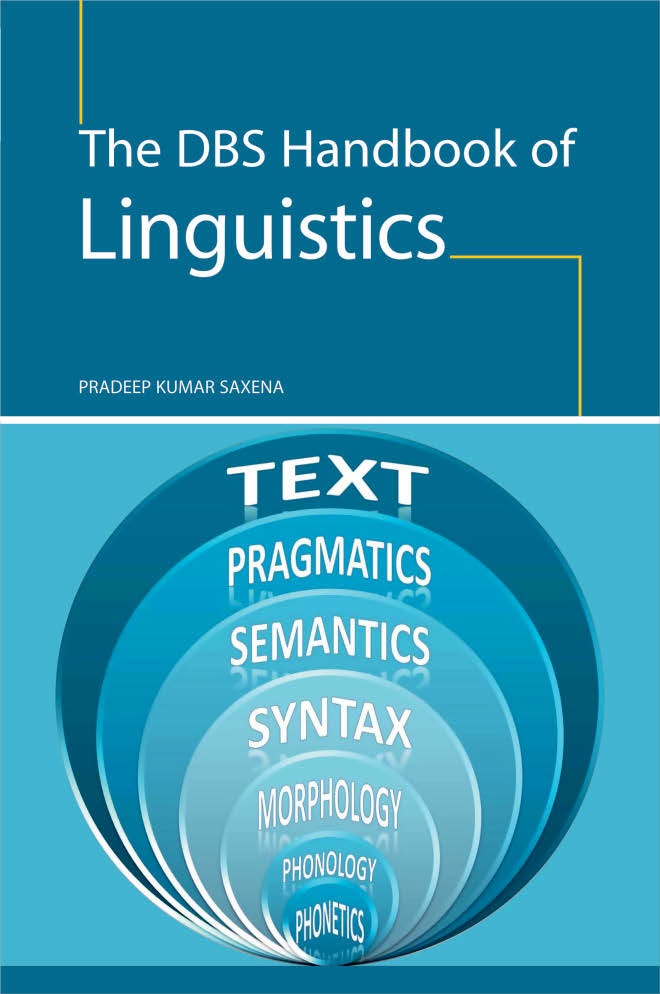 The DBS Handbook of
Linguistics
PRADEEP KUMAR SAXENA
TEXT
PRAGMATICS
SEMANTICS
SYNTAX
MORPHOLOGY
PHONOLOGY
PHONETICS